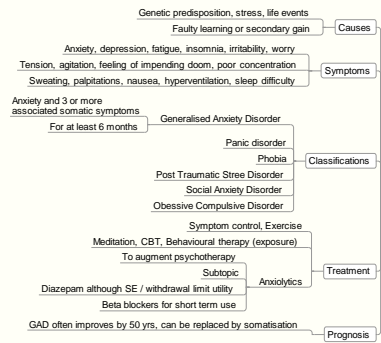 Genetic predisposition, stress, life events
Faulty learning or secondary gain
Causes
Anxiety, depression, fatigue, insomnia, irritability, worry
Tension, agitation, feeling of impending doom, poor concentration
Sweating, palpitations, nausea, hyperventilation, sleep difficulty
Symptoms
Anxiety and 3 or more
associated somatic symptoms
For at least 6 months
Generalised Anxiety Disorder
Panic disorder
Phobia
Post Traumatic Stree Disorder
Social Anxiety Disorder
Obessive Compulsive Disorder
Classifications
Symptom control, Exercise
Meditation, CBT, Behavioural therapy (exposure)
To augment psychotherapy
Subtopic
Diazepam although SE / withdrawal limit utility
Beta blockers for short term use
Anxiolytics
Treatment
GAD often improves by 50 yrs, can be replaced by somatisation
Prognosis